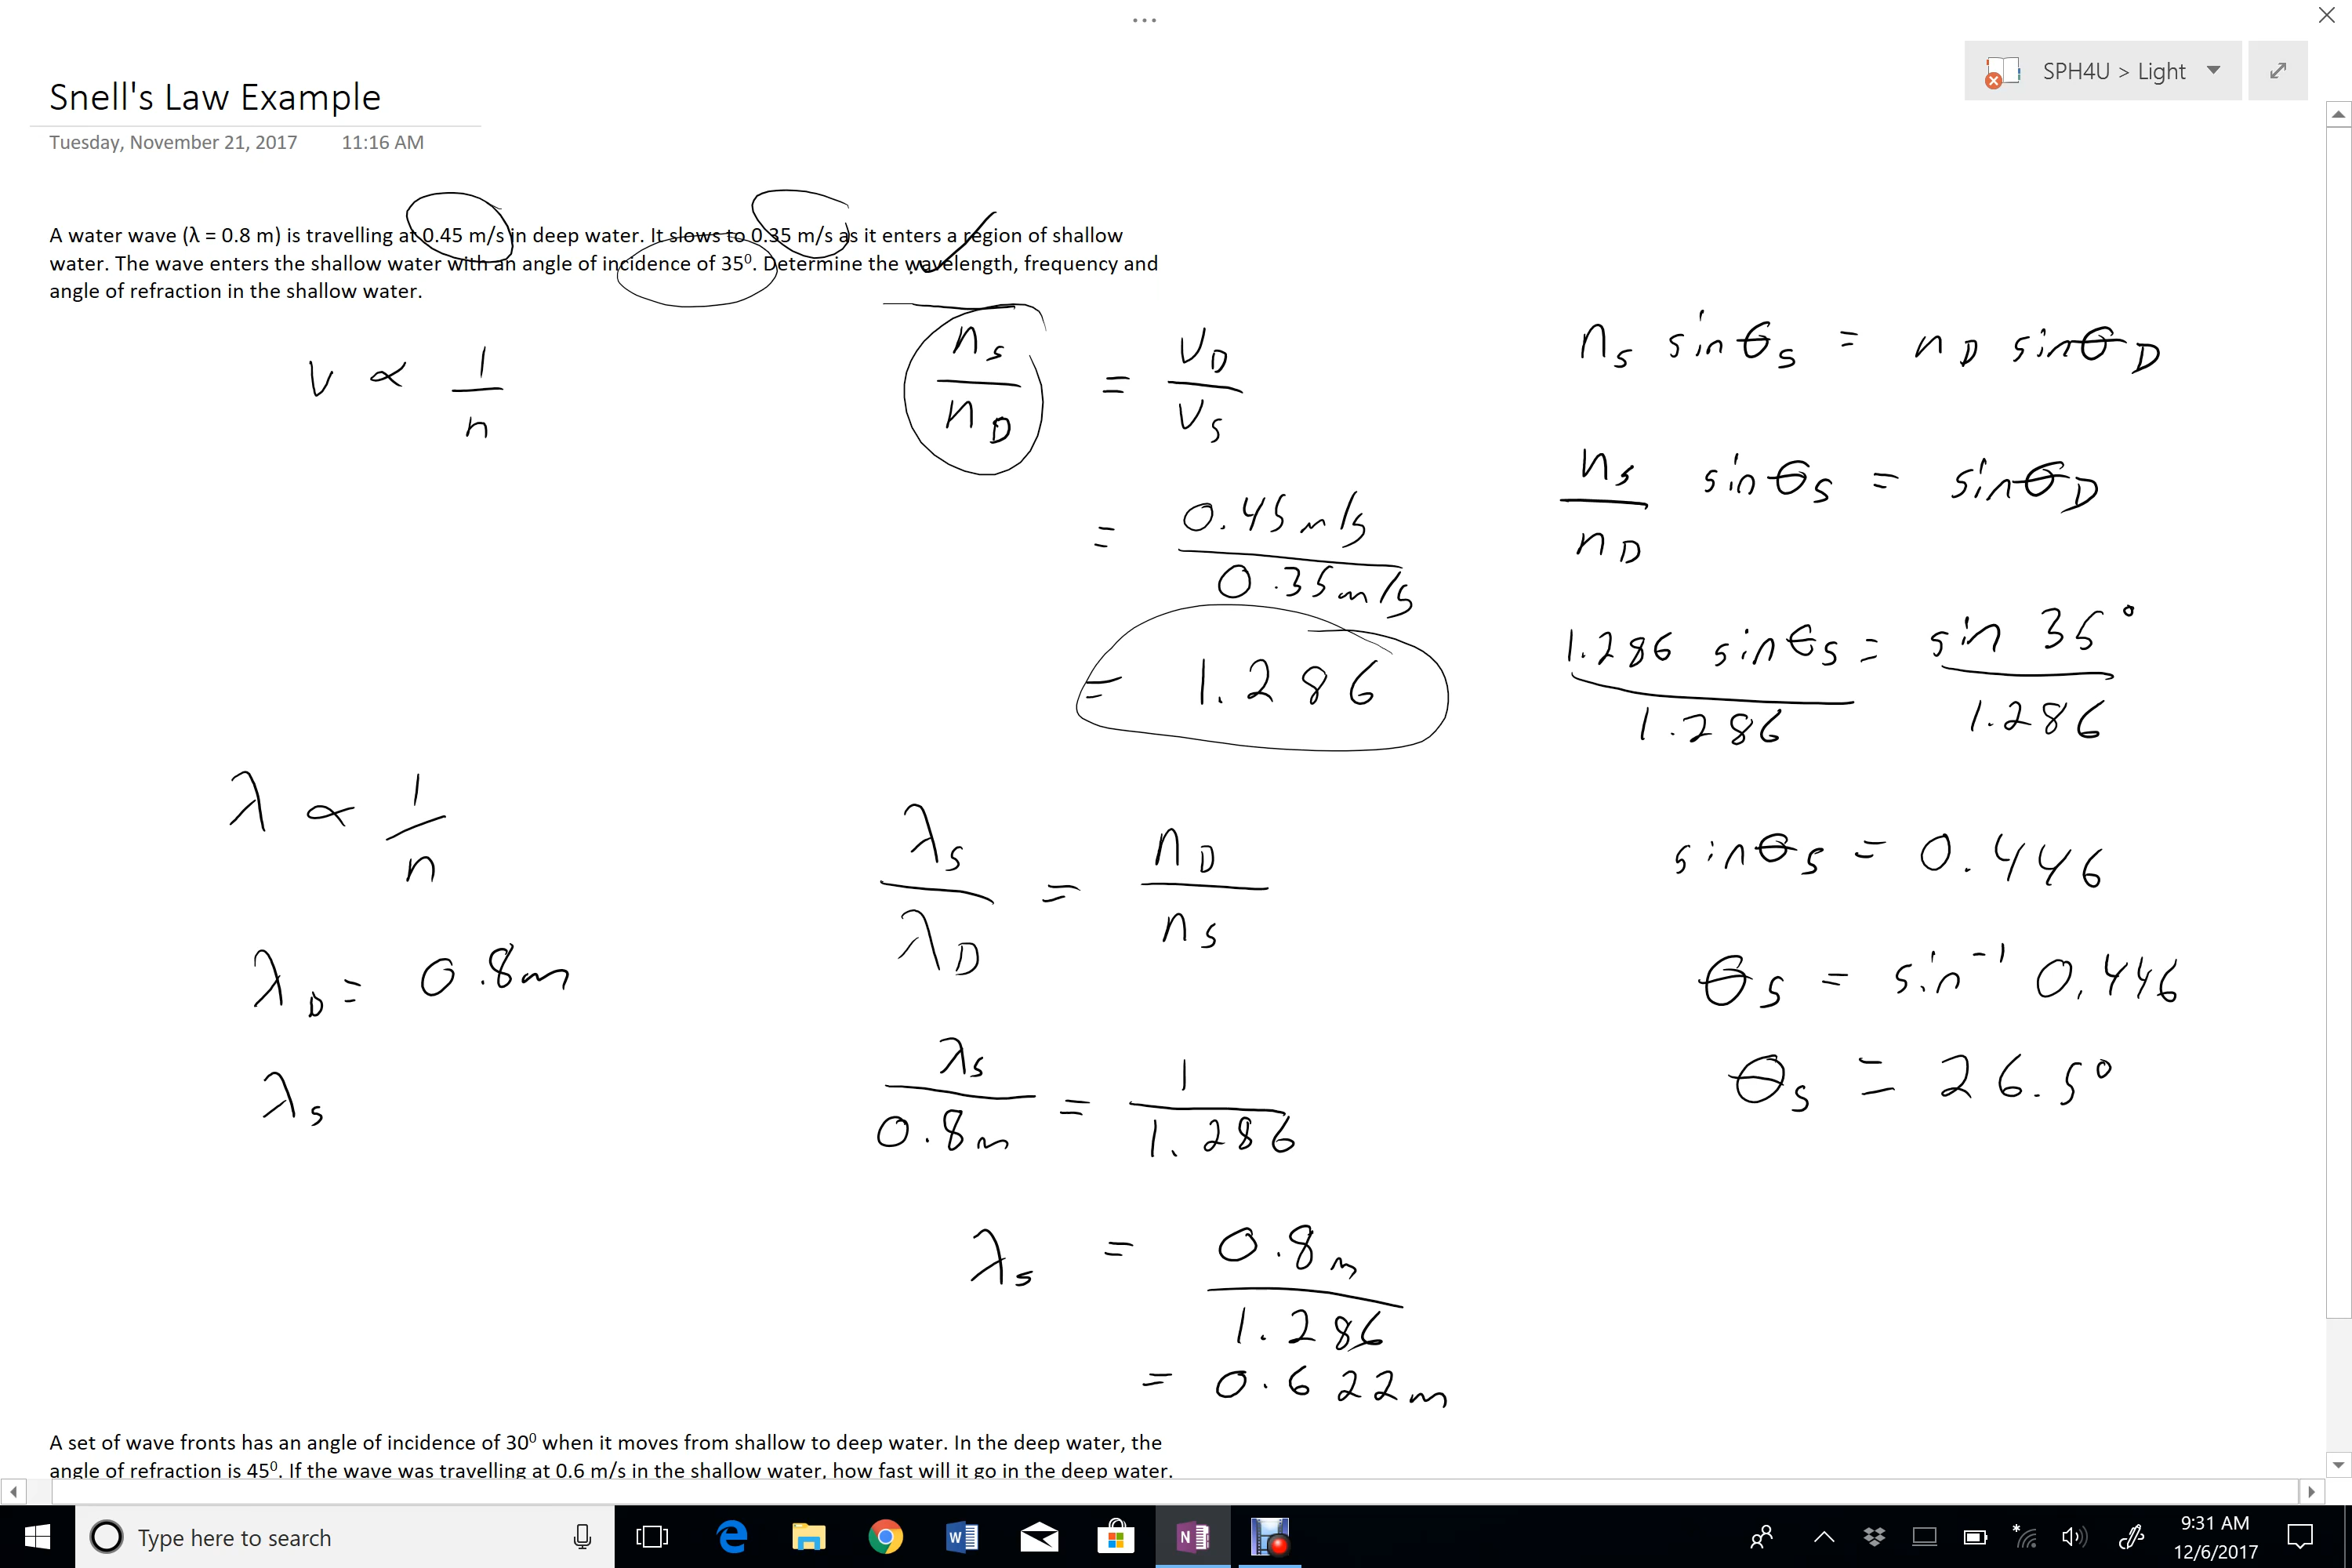 SPH4U > Light
Snell's Law Example
Tuesday, November 21, 2017 11:16 AM
A water wave (λ = 0.8 m) is travelling at 0.45 m/s in deep water. It slows to 0.35 m/s as it enters a region of shallow
water. The wave enters the shallow water with an angle of incidence of 35⁰. Determine the wavelength, frequency and
angle of refraction in the shallow water.
v ∝ 1/n
n_s/n_D = v_D/v_s
= 0.45 m/s / 0.35 m/s
= 1.286
λ ∝ 1/n
λ_D = 0.8m
λ_s
λ_s/λ_D = n_D/n_s
λ_s/0.8m = 1/1.286
λ_s = 0.8m/1.286
= 0.622m
n_s sinθ_s = n_D sinθ_D
n_s/n_D sinθ_s = sinθ_D
1.286 sinθ_s / 1.286 = sin 35° / 1.286
sinθ_s = 0.446
θ_s = sin⁻¹ 0.446
θ_s = 26.5°
A set of wave fronts has an angle of incidence of 30⁰ when it moves from shallow to deep water. In the deep water, the
angle of refraction is 45⁰. If the wave was travelling at 0.6 m/s in the shallow water, how fast will it go in the deep water.
Type here to search
9:31 AM
12/6/2017